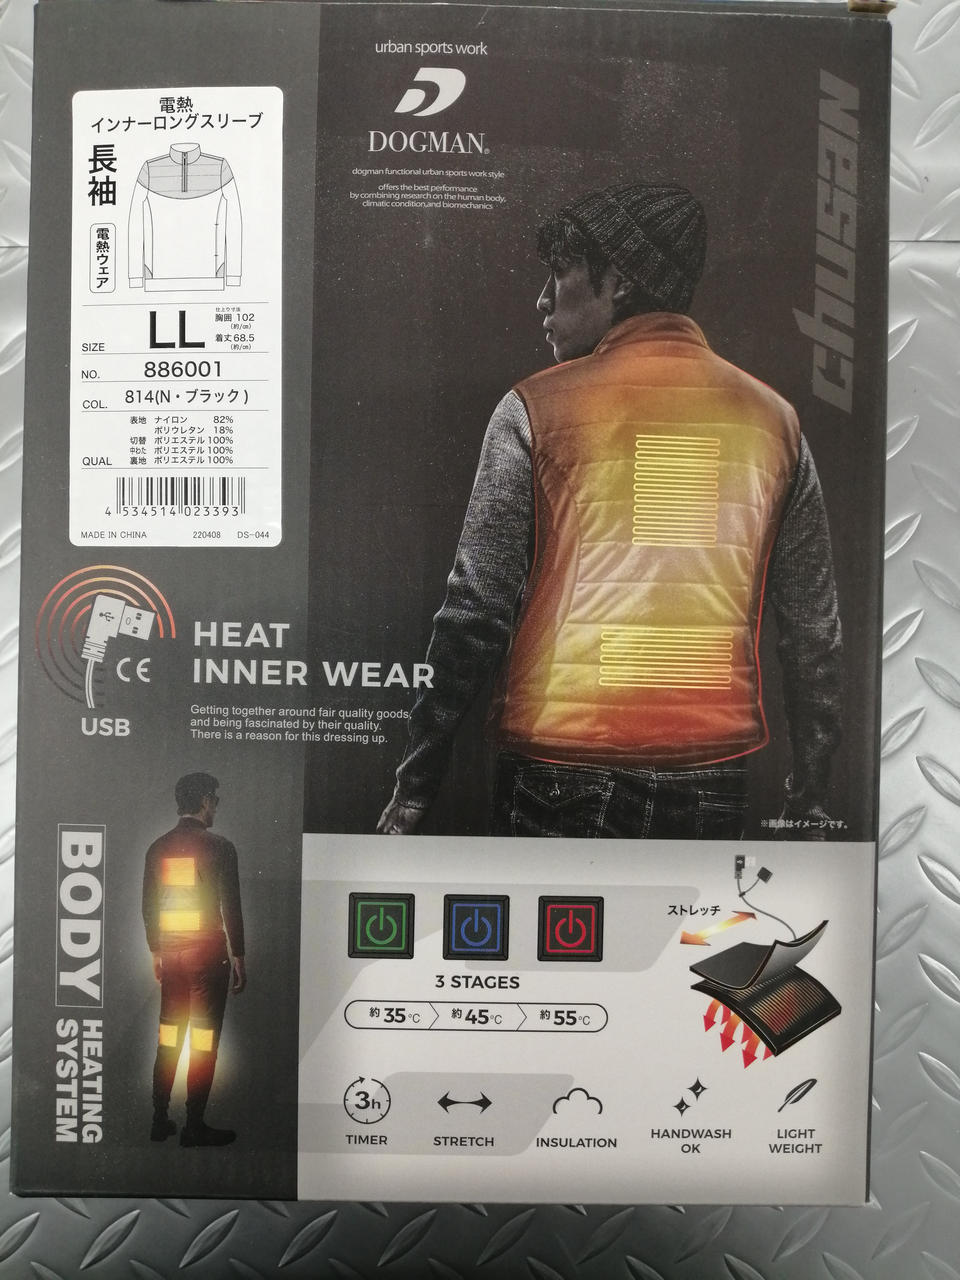 urban sports work
DOGMAN®
dogman functional urban sports work style
offers the best performance
by combining research on the human body,
climatic condition,and biomechanics
chusan
電熱
インナーロングスリーブ
長袖
電熱ウェア
仕上り寸法
胸囲 102
(約/㎝)
着丈 68.5
(約/㎝)
SIZE LL
NO. 886001
COL. 814(N・ブラック)
表地 ナイロン 82%
ポリウレタン 18%
切替 ポリエステル 100%
中わた ポリエステル 100%
QUAL 裏地 ポリエステル 100%
4 534514 023393
MADE IN CHINA 220408 DS-044
CE
USB
HEAT
INNER WEAR
Getting together around fair quality goods,
and being fascinated by their quality.
There is a reason for this dressing up.
※画像はイメージです。
BODY
HEATING
SYSTEM
3 STAGES
約35℃ 約45℃ 約55℃
ストレッチ
3h
TIMER
STRETCH
INSULATION
HANDWASH
OK
LIGHT
WEIGHT